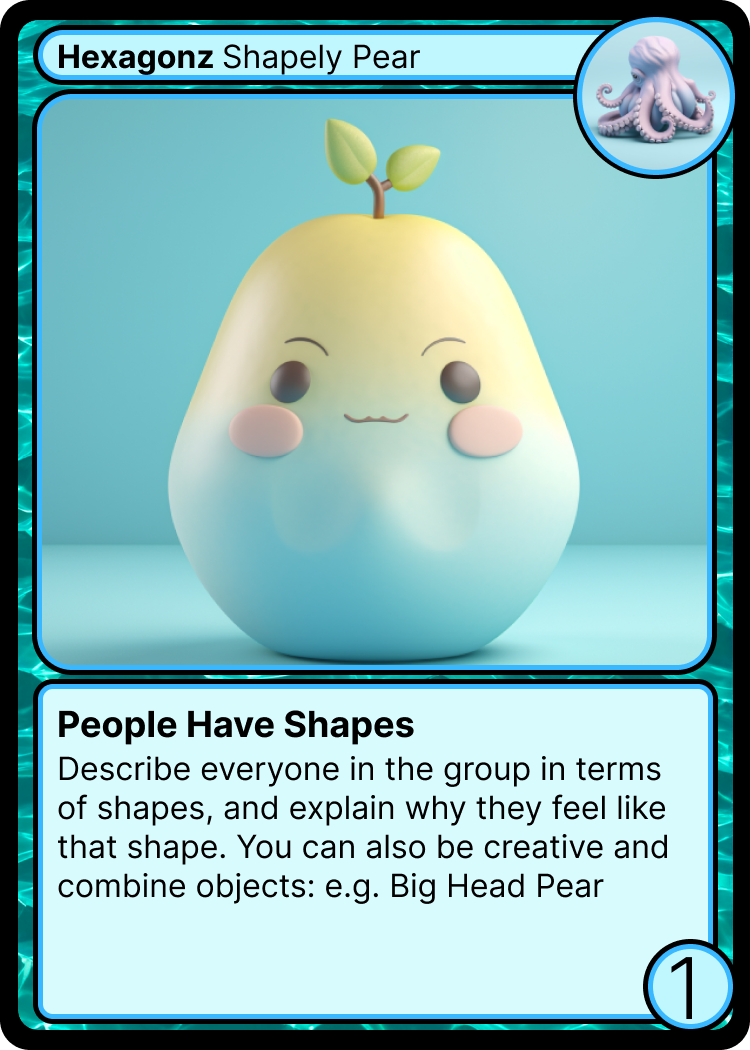 Hexagonz Shapely Pear
People Have Shapes
Describe everyone in the group in terms
of shapes, and explain why they feel like
that shape. You can also be creative and
combine objects: e.g. Big Head Pear
1